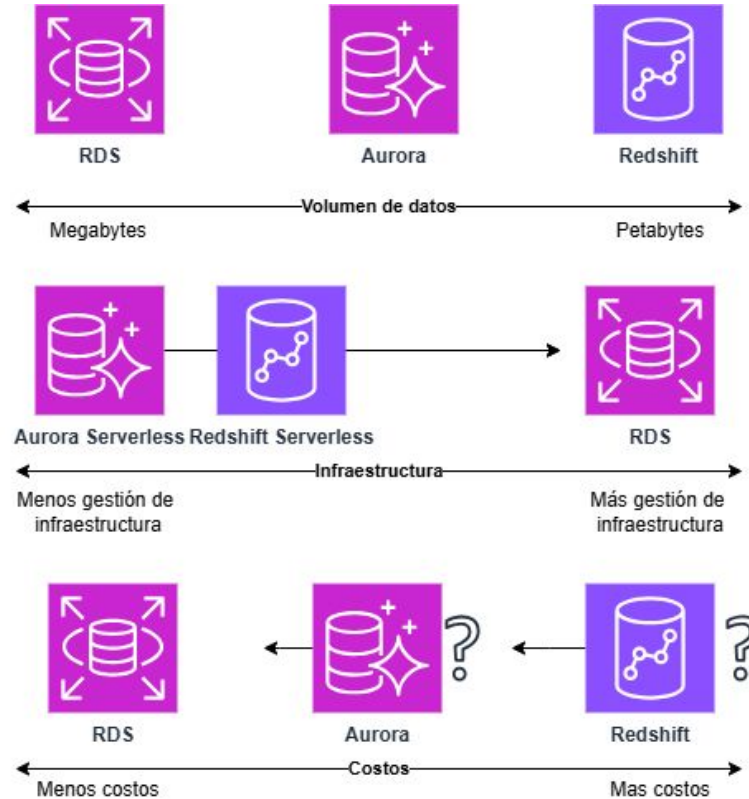 RDS
Aurora
Redshift
Volumen de datos
Megabytes
Petabytes
Aurora Serverless
Redshift Serverless
RDS
Infraestructura
Menos gestión de
infraestructura
Más gestión de
infraestructura
?
?
RDS
Aurora
Redshift
Costos
Menos costos
Mas costos